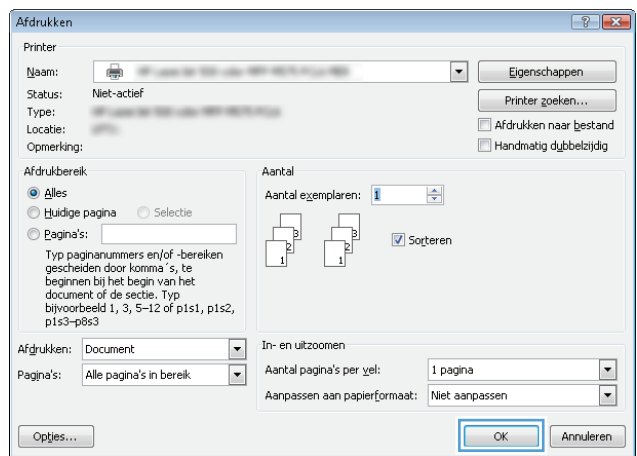 Afdrukken
Printer
Naam:
Eigenschappen
Status: Niet-actief
Printer zoeken...
Type:
Locatie:
Afdrukken naar bestand
Opmerking:
Handmatig dubbelzijdig
Afdrukbereik
Alles
Huidige pagina Selectie
Pagina's:
Typ paginanummers en/of -bereiken
gescheiden door komma´s, te
beginnen bij het begin van het
document of de sectie. Typ
bijvoorbeeld 1, 3, 5–12 of p1s1, p1s2,
p1s3–p8s3
Aantal
Aantal exemplaren: 1
3 3
2 2
1 1
Sorteren
Afdrukken: Document
Pagina's: Alle pagina's in bereik
In- en uitzoomen
Aantal pagina's per vel: 1 pagina
Aanpassen aan papierformaat: Niet aanpassen
Opties...
OK
Annuleren